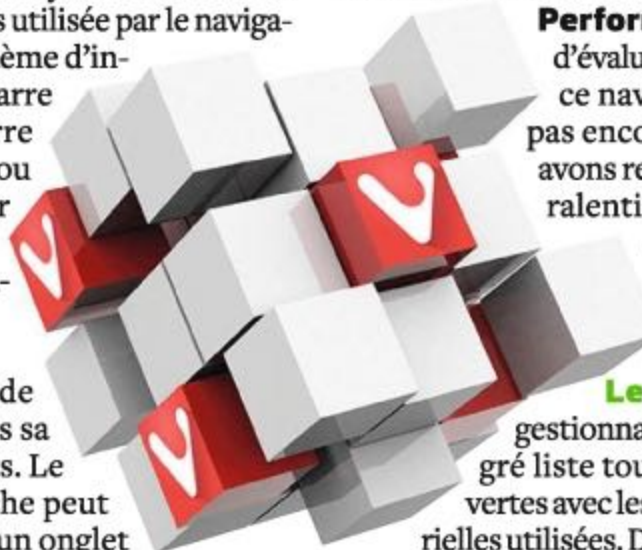 s utilisée par le naviga-
ème d'in-
arre
rre
ou
r
-
de
s sa
s. Le
he peut
un onglet
Perfor
d'évalu
ce nav
pas enco
avons re
ralenti
Le
gestionna
gré liste tou
vertes avec les
rielles utilisées. D